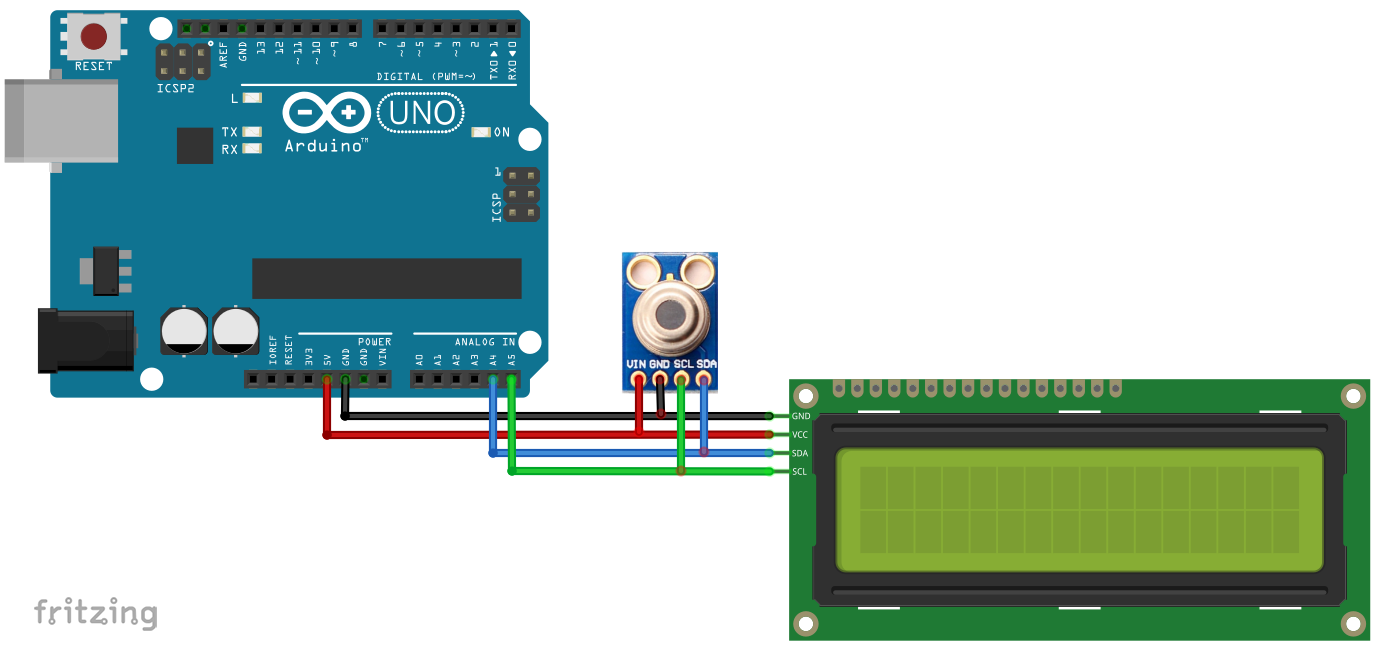 RESET
ICSP2
AREF
GND
13
12
~11
~10
~9
8
7
~6
~5
4
~3
2
TX0▶1
RX0◀0
DIGITAL (PWM=~)
L
TX
RX
UNO
Arduino™
ON
1
ICSP
POWER
ANALOG IN
IOREF
RESET
3V3
5V
GND
GND
VIN
A0
A1
A2
A3
A4
A5
VIN GND SCL SDA
GND
VCC
SDA
SCL
fritzing